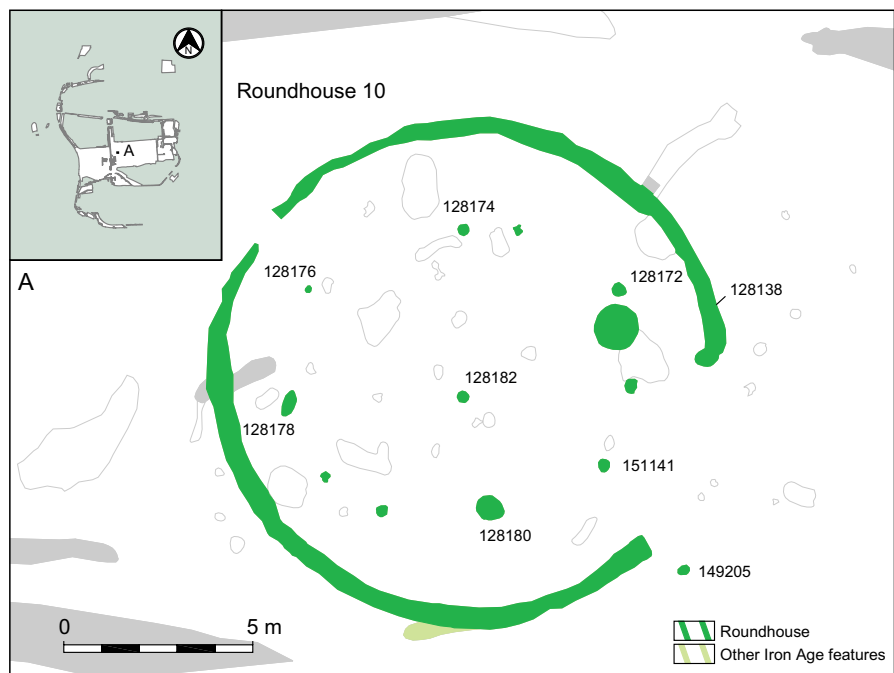 N
A
A
Roundhouse 10
128174
128176
128172
128138
128182
128178
151141
128180
149205
0 5 m
Roundhouse
Other Iron Age features